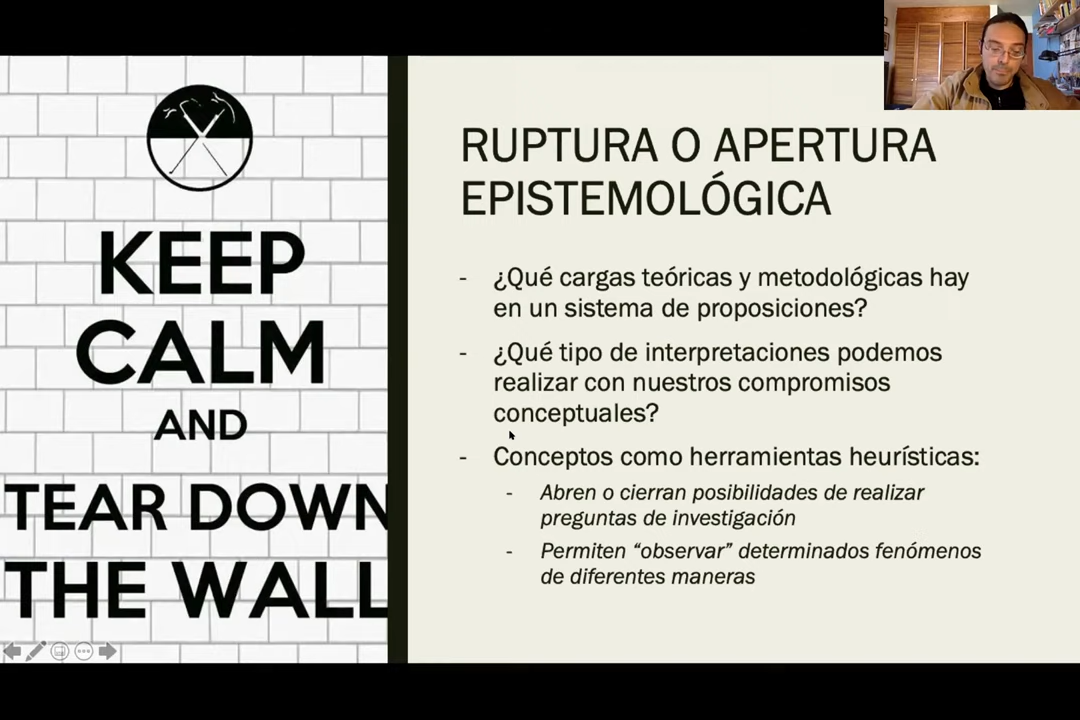 KEEP
CALM
AND
TEAR DOWN
THE WALL
RUPTURA O APERTURA
EPISTEMOLÓGICA
- ¿Qué cargas teóricas y metodológicas hay
en un sistema de proposiciones?
- ¿Qué tipo de interpretaciones podemos
realizar con nuestros compromisos
conceptuales?
- Conceptos como herramientas heurísticas:
- Abren o cierran posibilidades de realizar
preguntas de investigación
- Permiten “observar” determinados fenómenos
de diferentes maneras